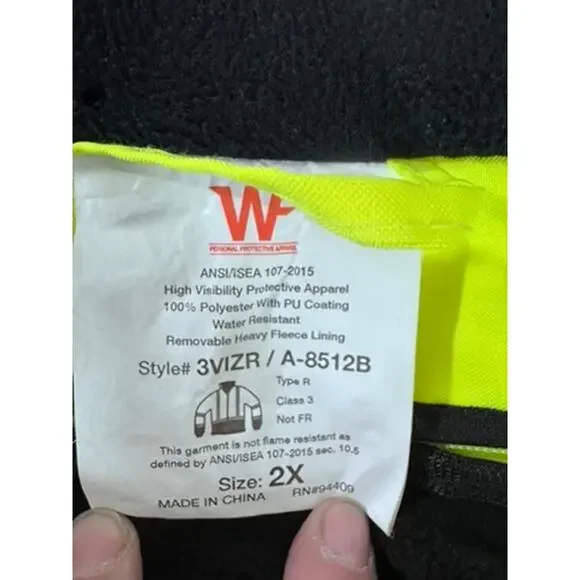 WF
PERSONAL PROTECTIVE APPAREL
ANSI/ISEA 107-2015
High Visibility Protective Apparel
100% Polyester With PU Coating
Water Resistant
Removable Heavy Fleece Lining
Style# 3VIZR / A-8512B
Type R
Class 3
Not FR
This garment is not flame resistant as
defined by ANSI/ISEA 107-2015 sec. 10.5
Size: 2X
MADE IN CHINA RN#94409